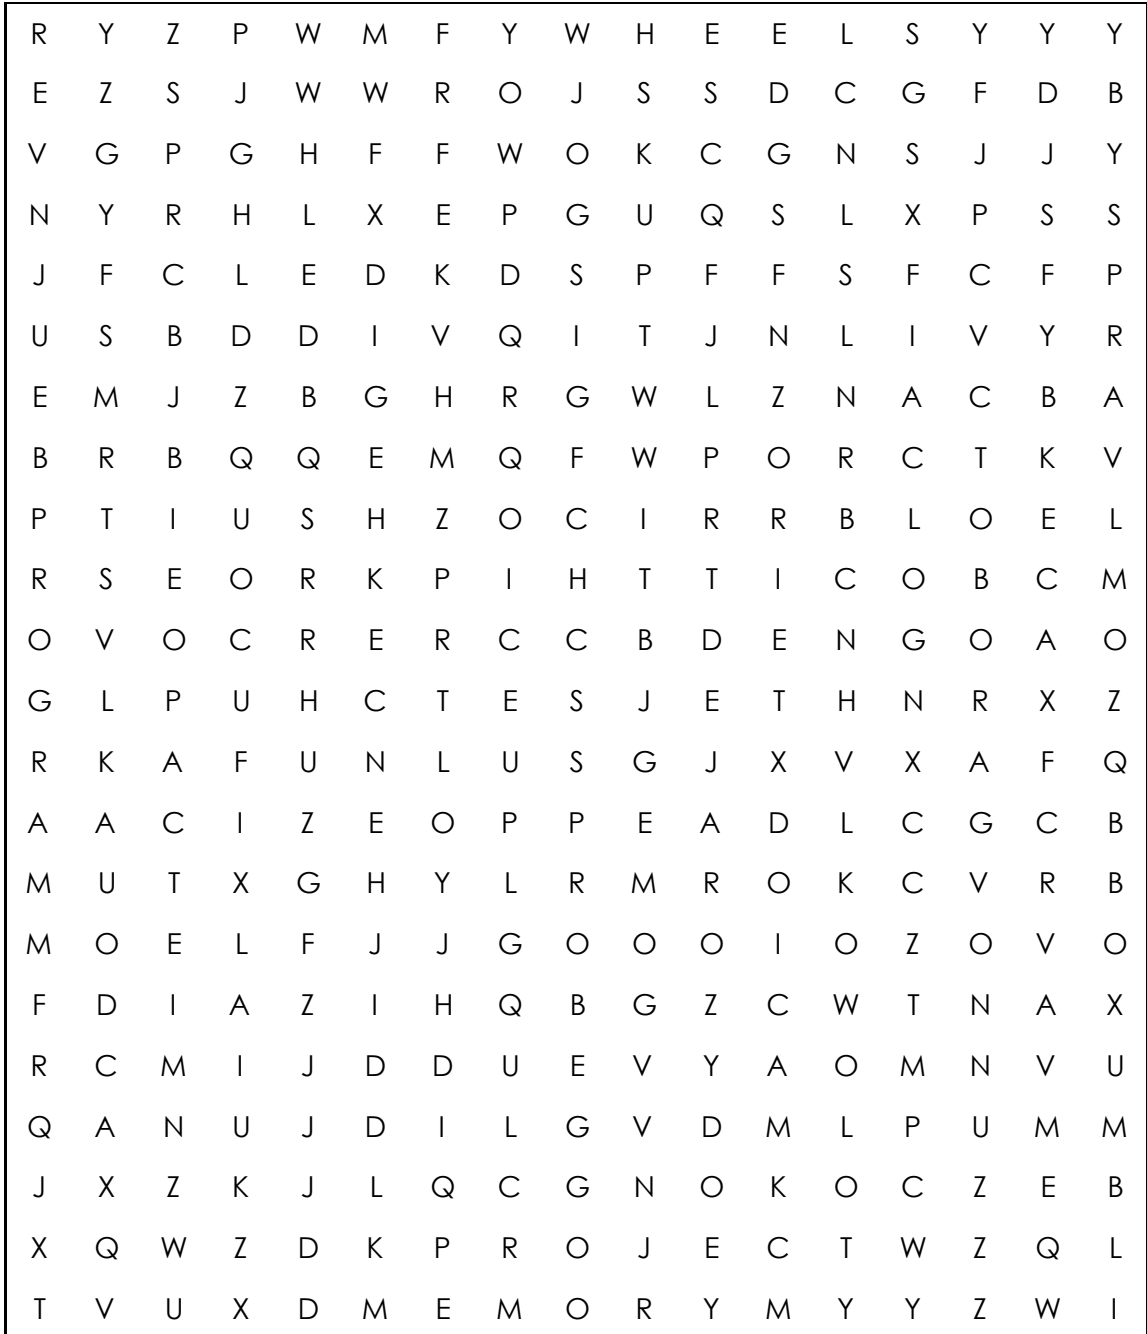 R Y Z P W M F Y W H E E L S Y Y Y
E Z S J W W R O J S S D C G F D B
V G P G H F F W O K C G N S J J Y
N Y R H L X E P G U Q S L X P S S
J F C L E D K D S P F F S F C F P
U S B D D I V Q I T J N L I V Y R
E M J Z B G H R G W L Z N A C B A
B R B Q Q E M Q F W P O R C T K V
P T I U S H Z O C I R R B L O E L
R S E O R K P I H T T I C O B C M
O V O C R E R C C B D E N G O A O
G L P U H C T E S J E T H N R X Z
R K A F U N L U S G J X V X A F Q
A A C I Z E O P P E A D L C G C B
M U T X G H Y L R M R O K C V R B
M O E L F J J G O O O I O Z O V O
F D I A Z I H Q B G Z C W T N A X
R C M I J D D U E V Y A O M N V U
Q A N U J D I L G V D M L P U M M
J X Z K J L Q C G N O K O C Z E B
X Q W Z D K P R O J E C T W Z Q L
T V U X D M E M O R Y M Y Y Z W I